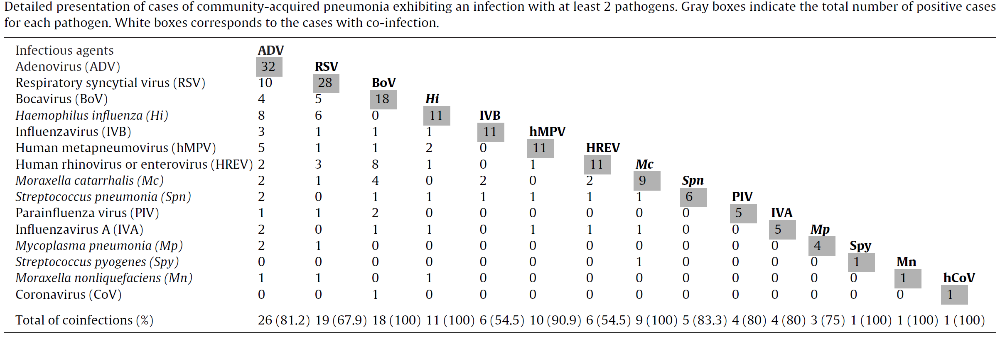 Detailed presentation of cases of community-acquired pneumonia exhibiting an infection with at least 2 pathogens. Gray boxes indicate the total number of positive cases
for each pathogen. White boxes corresponds to the cases with co-infection.
Infectious agents ADV
Adenovirus (ADV) 32 RSV
Respiratory syncytial virus (RSV) 10 28 BoV
Bocavirus (BoV) 4 5 18 Hi
Haemophilus influenza (Hi) 8 6 0 11 IVB
Influenzavirus (IVB) 3 1 1 1 11 hMPV
Human metapneumovirus (hMPV) 5 1 1 2 0 11 HREV
Human rhinovirus or enterovirus (HREV) 2 3 8 1 0 1 11 Mc
Moraxella catarrhalis (Mc) 2 1 4 0 2 0 2 9 Spn
Streptococcus pneumonia (Spn) 2 0 1 1 1 1 1 1 6 PIV
Parainfluenza virus (PIV) 1 1 2 0 0 0 0 0 0 5 IVA
Influenzavirus A (IVA) 2 0 1 1 0 1 1 1 0 0 5 Mp
Mycoplasma pneumonia (Mp) 2 1 0 0 0 0 0 0 0 0 0 4 Spy
Streptococcus pyogenes (Spy) 0 0 0 0 0 0 0 1 0 0 0 0 1 Mn
Moraxella nonliquefaciens (Mn) 1 1 0 1 0 0 0 0 0 0 0 0 0 1 hCoV
Coronavirus (CoV) 0 0 1 0 0 0 0 0 0 0 0 0 0 0 1
Total of coinfections (%) 26 (81.2) 19 (67.9) 18 (100) 11 (100) 6 (54.5) 10 (90.9) 6 (54.5) 9 (100) 5 (83.3) 4 (80) 4 (80) 3 (75) 1 (100) 1 (100) 1 (100)